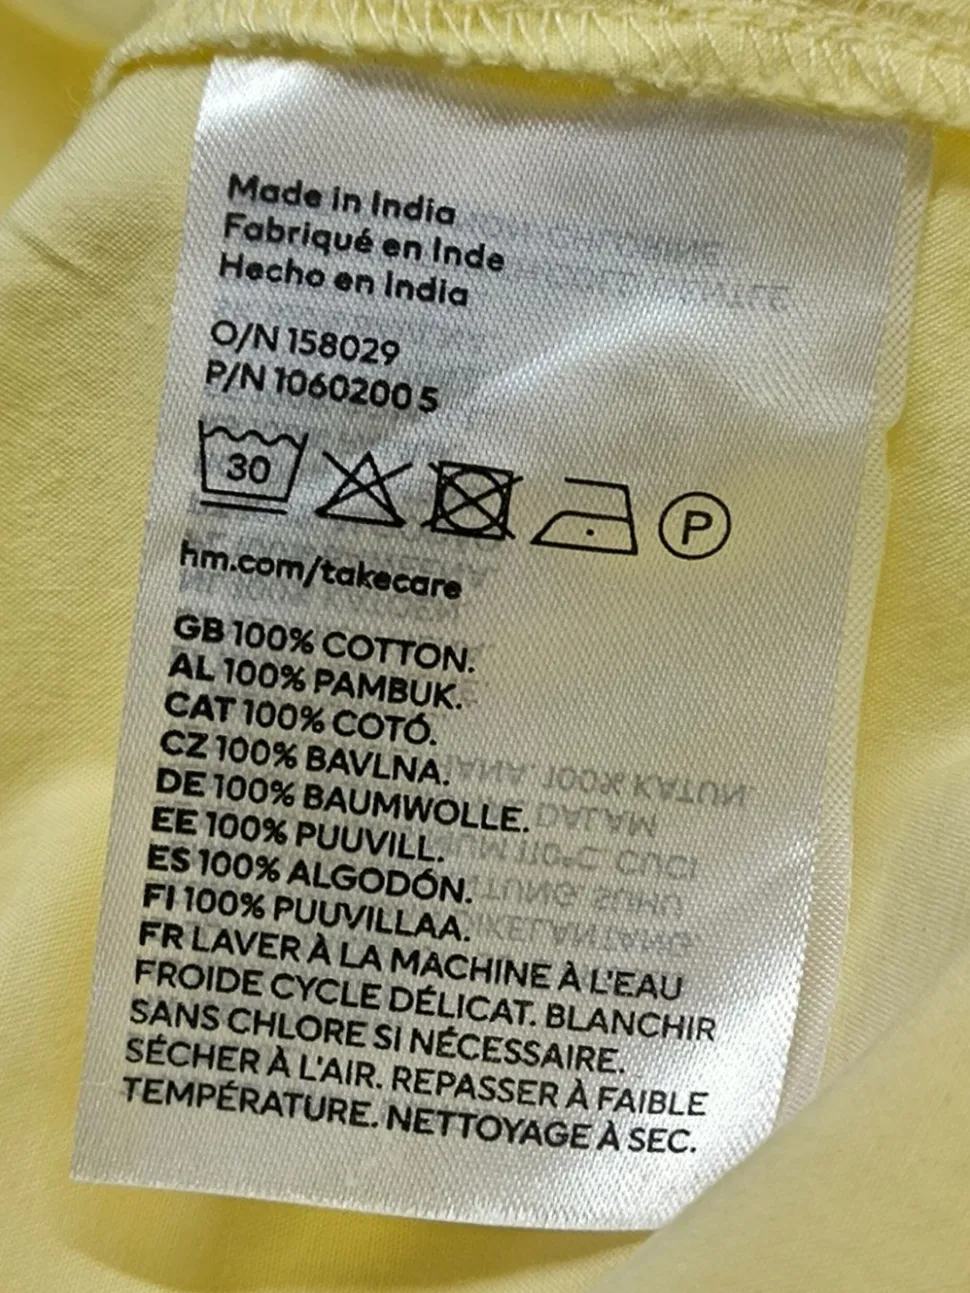 Made in India
Fabriqué en Inde
Hecho en India
O/N 158029
P/N 1060200 5
30
P
hm.com/takecare
GB 100% COTTON.
AL 100% PAMBUK.
CAT 100% COTÓ.
CZ 100% BAVLNA.
DE 100% BAUMWOLLE.
EE 100% PUUVILL.
ES 100% ALGODÓN.
FI 100% PUUVILLAA.
FR LAVER À LA MACHINE À L'EAU
FROIDE CYCLE DÉLICAT. BLANCHIR
SANS CHLORE SI NÉCESSAIRE.
SÉCHER À L'AIR. REPASSER À FAIBLE
TEMPÉRATURE. NETTOYAGE À SEC.